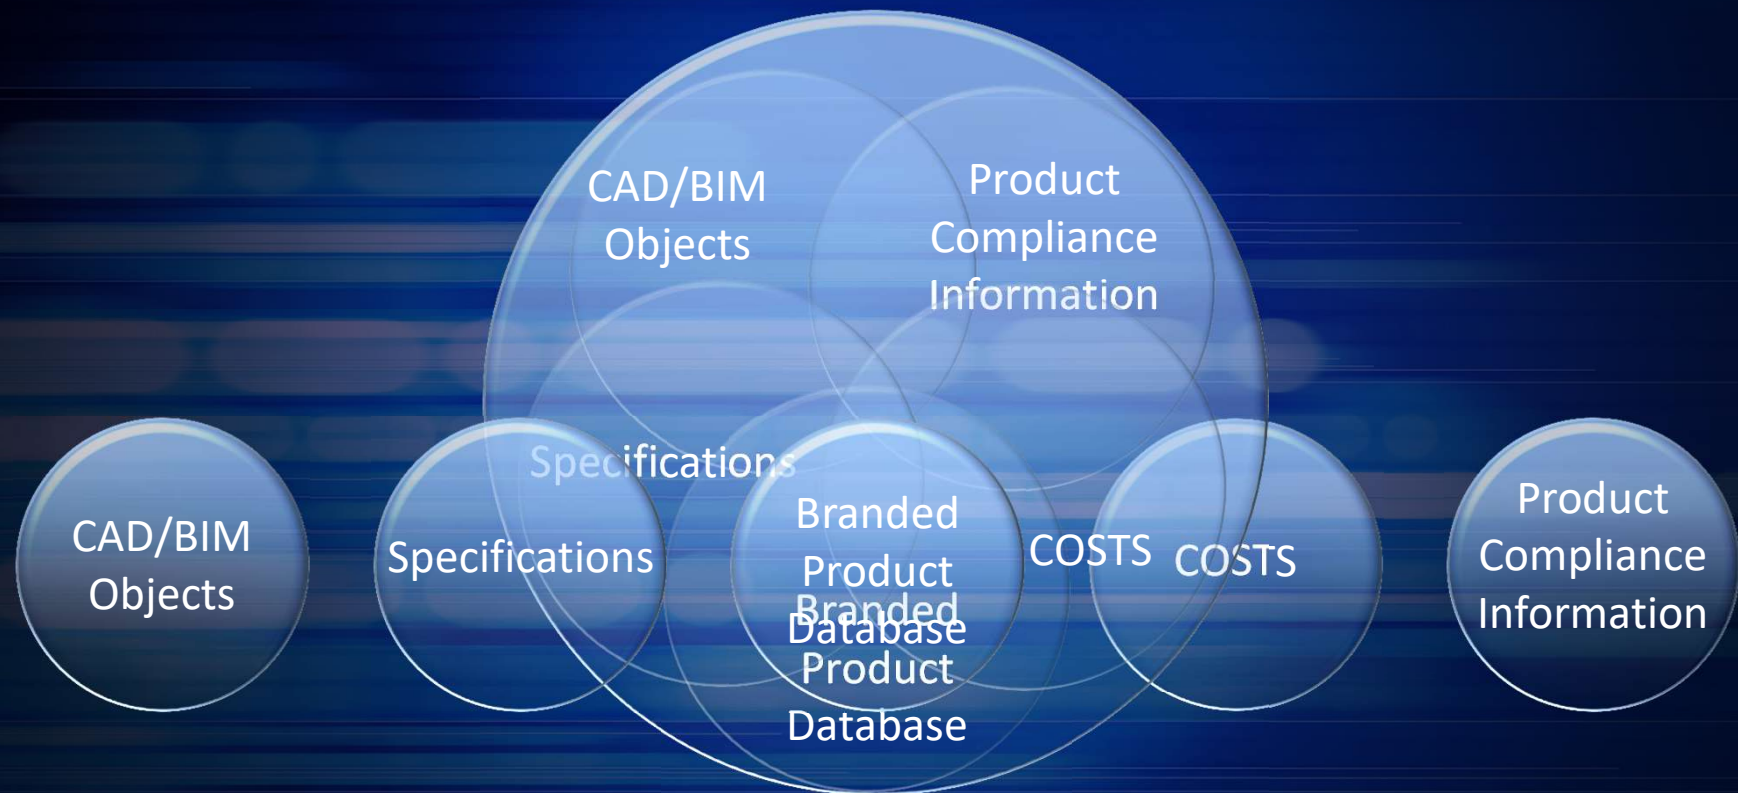 CAD/BIM
Objects
Product
Compliance
Information
Specifications
CAD/BIM
Objects
Specifications
Branded
Product
Database
Branded
Product
Database
COSTS
COSTS
Product
Compliance
Information